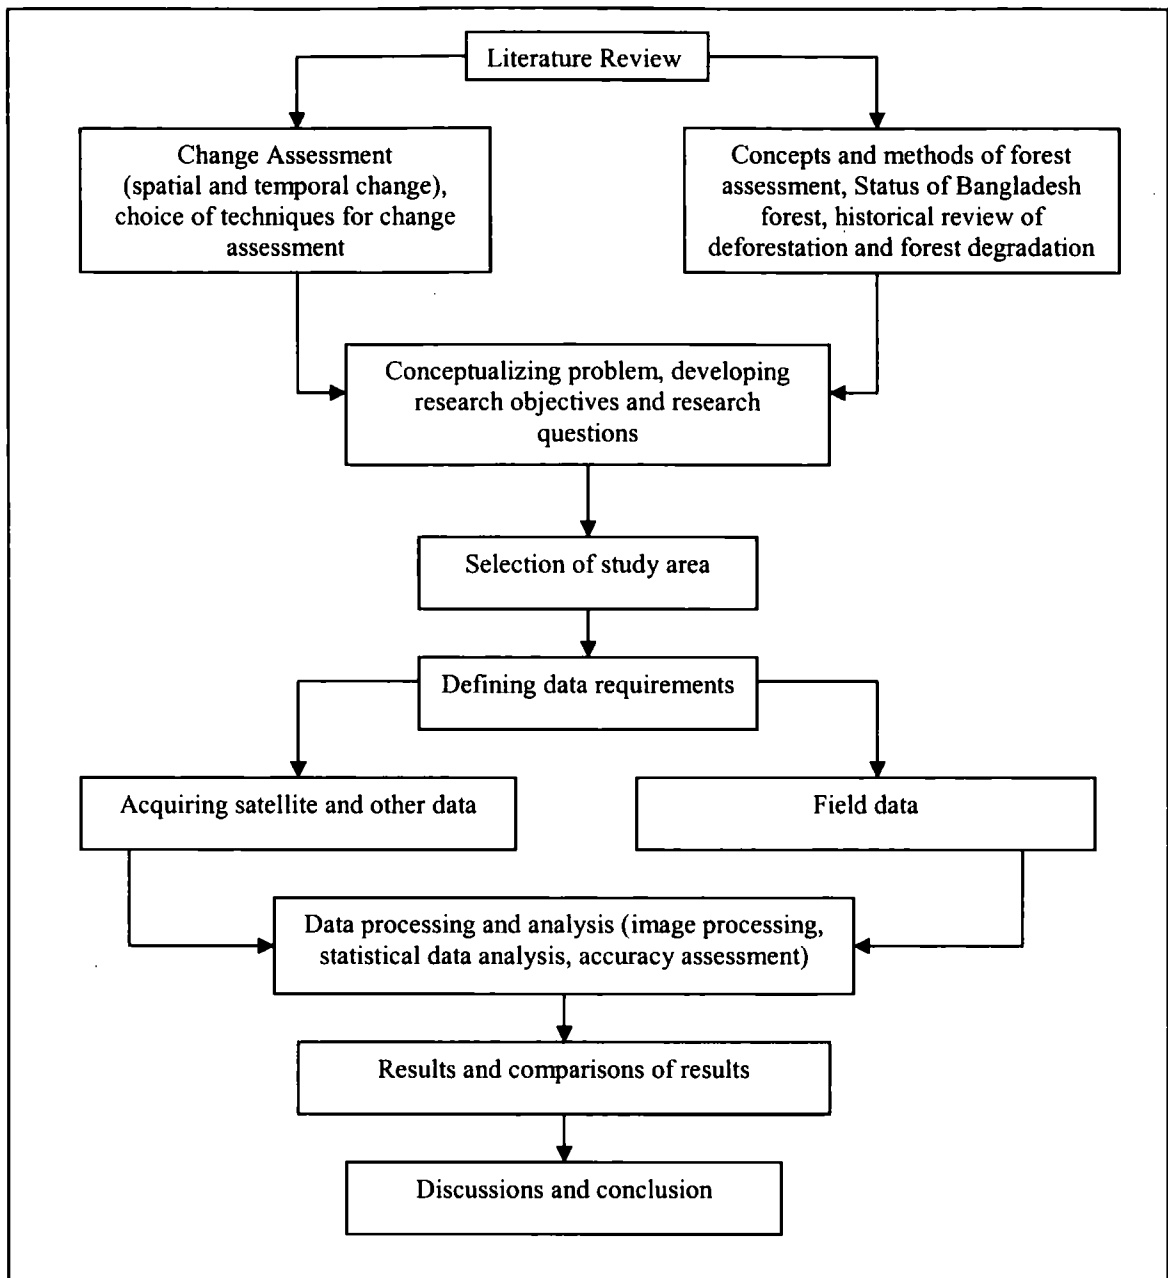 Literature Review
Change Assessment
(spatial and temporal change),
choice of techniques for change
assessment
Concepts and methods of forest
assessment, Status of Bangladesh
forest, historical review of
deforestation and forest degradation
Conceptualizing problem, developing
research objectives and research
questions
Selection of study area
Defining data requirements
Acquiring satellite and other data
Field data
Data processing and analysis (image processing,
statistical data analysis, accuracy assessment)
Results and comparisons of results
Discussions and conclusion